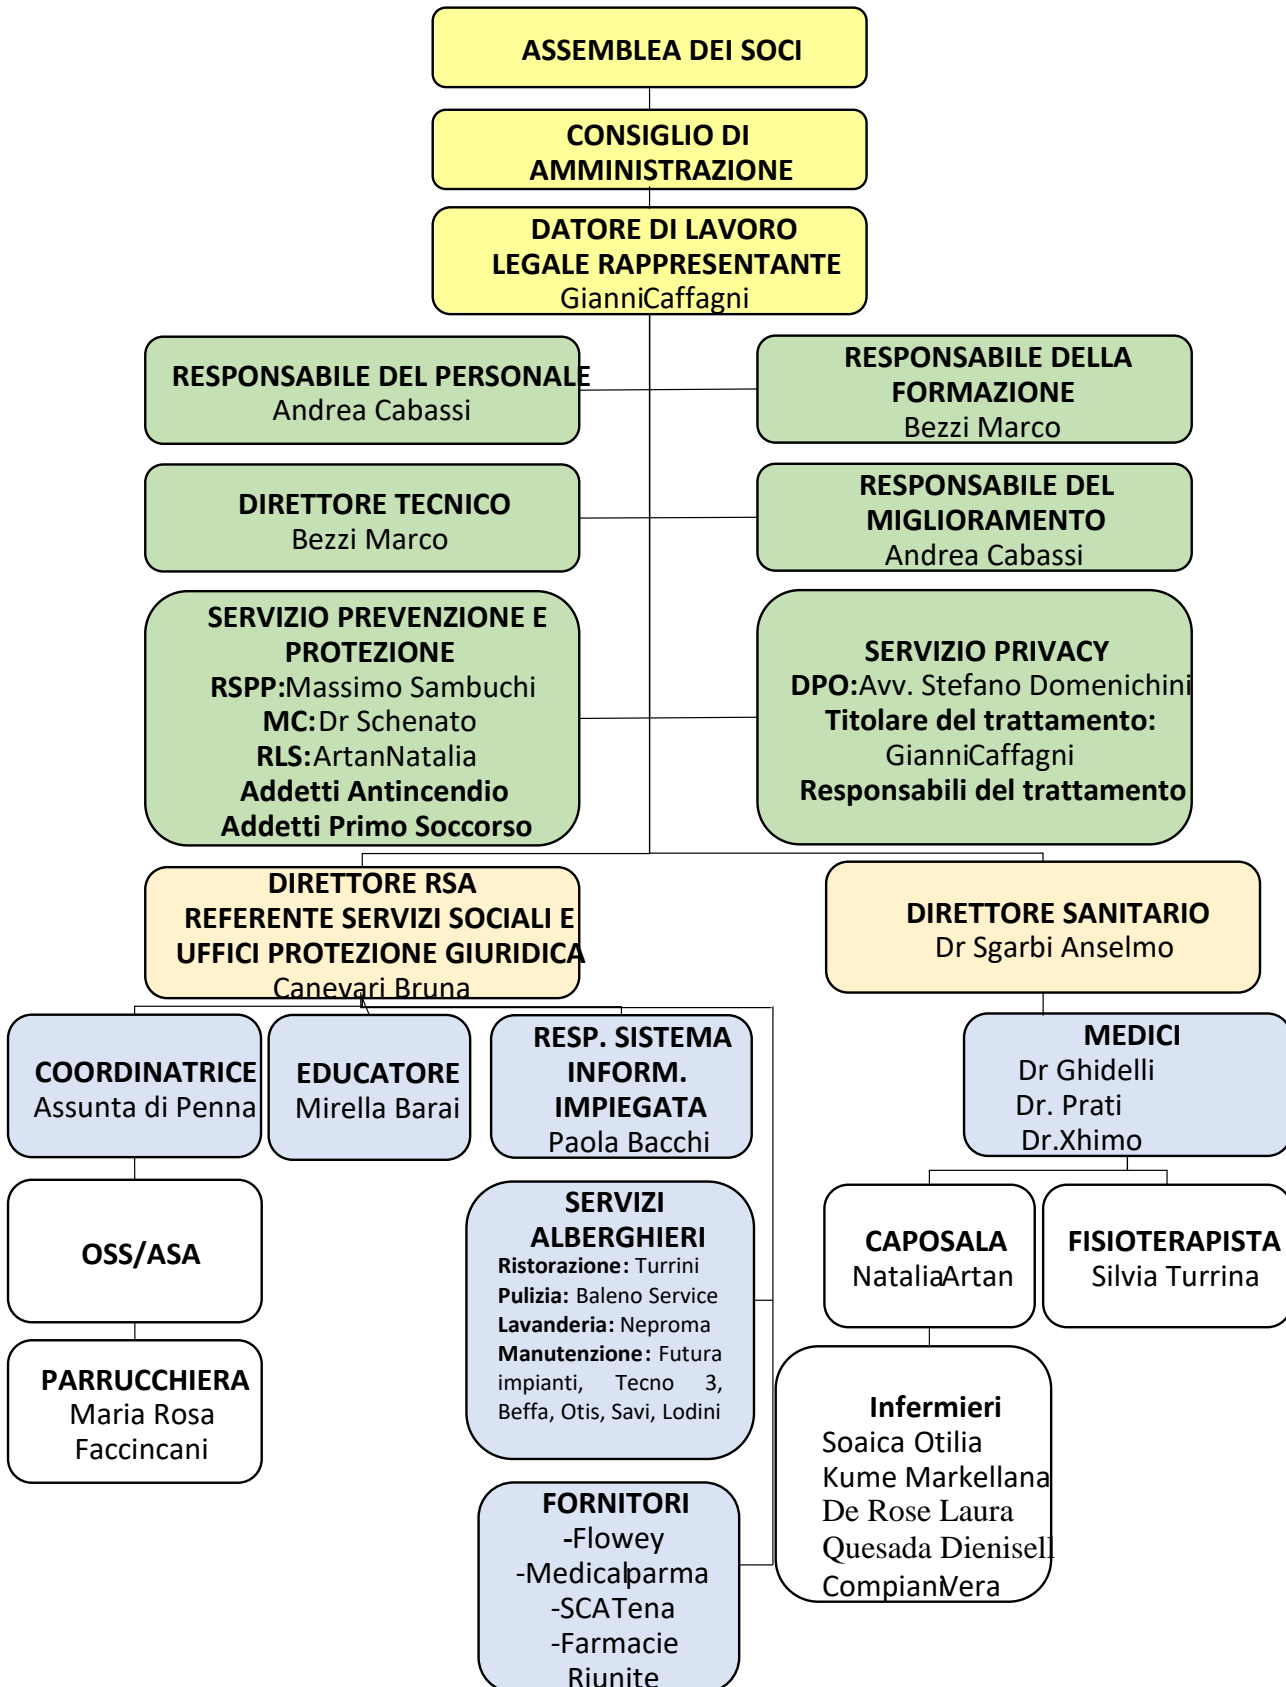 ASSEMBLEA DEI SOCI
CONSIGLIO DI
AMMINISTRAZIONE
DATORE DI LAVORO
LEGALE RAPPRESENTANTE
GianniCaffagni
RESPONSABILE DEL PERSONALE
Andrea Cabassi
RESPONSABILE DELLA
FORMAZIONE
Bezzi Marco
DIRETTORE TECNICO
Bezzi Marco
RESPONSABILE DEL
MIGLIORAMENTO
Andrea Cabassi
SERVIZIO PREVENZIONE E
PROTEZIONE
RSPP:Massimo Sambuchi
MC:Dr Schenato
RLS:ArtanNatalia
Addetti Antincendio
Addetti Primo Soccorso
SERVIZIO PRIVACY
DPO:Avv. Stefano Domenichini
Titolare del trattamento:
GianniCaffagni
Responsabili del trattamento
DIRETTORE RSA
REFERENTE SERVIZI SOCIALI E
UFFICI PROTEZIONE GIURIDICA
Canevari Bruna
DIRETTORE SANITARIO
Dr Sgarbi Anselmo
COORDINATRICE
Assunta di Penna
EDUCATORE
Mirella Barai
RESP. SISTEMA
INFORM.
IMPIEGATA
Paola Bacchi
MEDICI
Dr Ghidelli
Dr. Prati
Dr.Xhimo
OSS/ASA
PARRUCCHIERA
Maria Rosa
Faccincani
SERVIZI
ALBERGHIERI
Ristorazione: Turrini
Pulizia: Baleno Service
Lavanderia: Neproma
Manutenzione: Futura
impianti, Tecno 3,
Beffa, Otis, Savi, Lodini
CAPOSALA
NataliaArtan
FISIOTERAPISTA
Silvia Turrina
FORNITORI
-Flowey
-Medicalparma
-SCATena
-Farmacie
Riunite
Infermieri
Soaica Otilia
Kume Markellana
De Rose Laura
Quesada Dienisell
CompianiVera